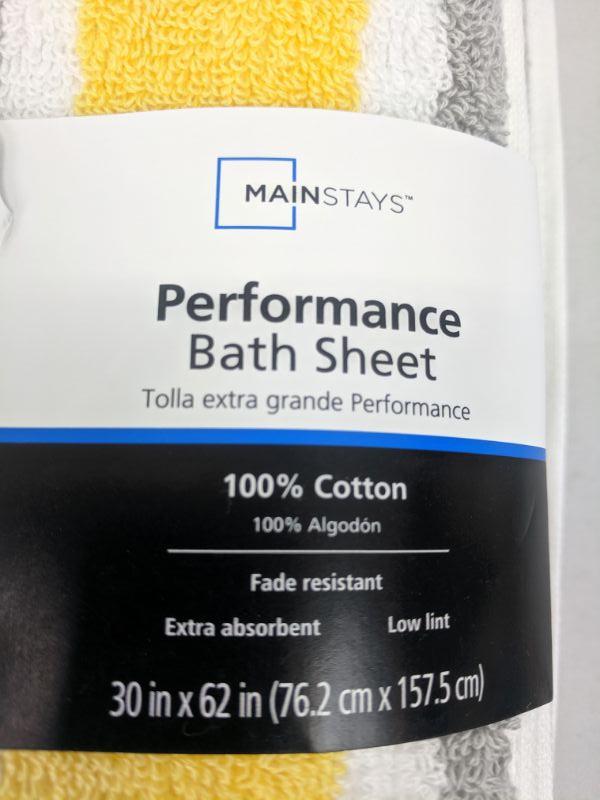 MAINSTAYS™
Performance
Bath Sheet
Tolla extra grande Performance
100% Cotton
100% Algodón
Fade resistant
Extra absorbent Low lint
30 in x 62 in (76.2 cm x 157.5 cm)